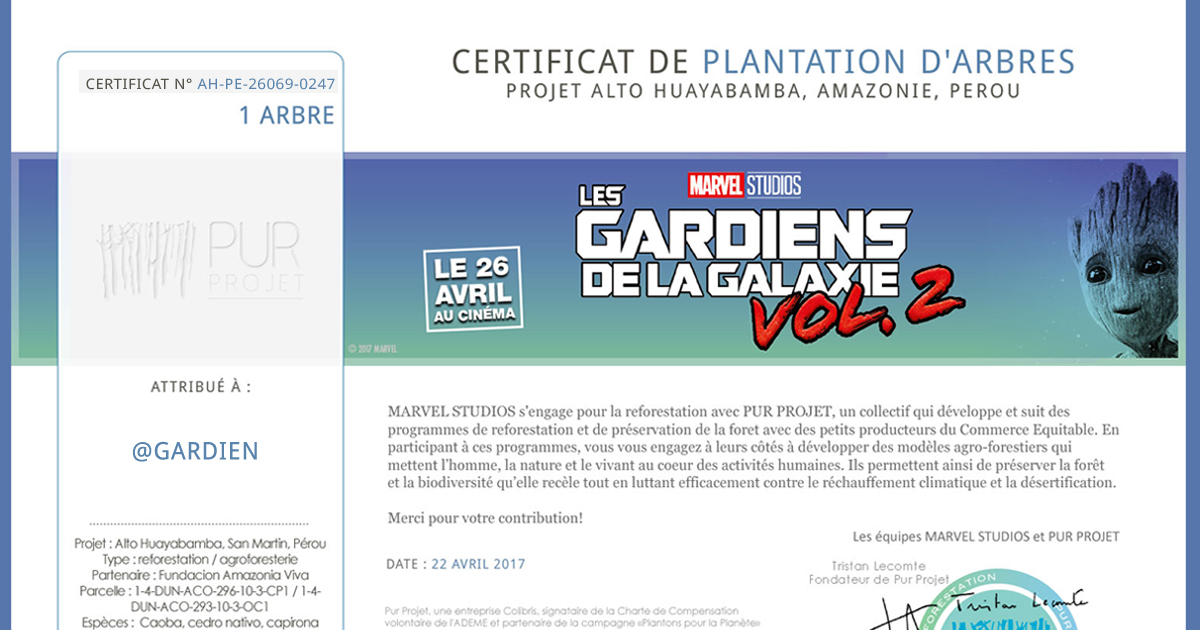 CERTIFICAT DE PLANTATION D'ARBRES
PROJET ALTO HUAYABAMBA, AMAZONIE, PEROU
CERTIFICAT N° AH-PE-26069-0247
1 ARBRE
PUR
PROJET
LE 26
AVRIL
AU CINÉMA
MARVEL STUDIOS
LES
GARDIENS
DE LA GALAXIE
VOL. 2
© 2017 MARVEL
ATTRIBUÉ À :
@GARDIEN
Projet : Alto Huayabamba, San Martin, Pérou
Type : reforestation / agroforesterie
Partenaire : Fundacion Amazonia Viva
Parcelle : 1-4-DUN-ACO-296-10-3-CP1 / 1-4-
DUN-ACO-293-10-3-OC1
Espèces : Caoba, cedro nativo, capirona
MARVEL STUDIOS s'engage pour la reforestation avec PUR PROJET, un collectif qui développe et suit des
programmes de reforestation et de préservation de la foret avec des petits producteurs du Commerce Equitable. En
participant à ces programmes, vous vous engagez à leurs côtés à développer des modèles agro-forestiers qui
mettent l'homme, la nature et le vivant au coeur des activités humaines. Ils permettent ainsi de préserver la forêt
et la biodiversité qu'elle recèle tout en luttant efficacement contre le réchauffement climatique et la désertification.
Merci pour votre contribution!
Les équipes MARVEL STUDIOS et PUR PROJET
DATE : 22 AVRIL 2017
Tristan Lecomte
Fondateur de Pur Projet
Tristan Lecomte
Pur Projet, une entreprise Colibris, signataire de la Charte de Compensation
volontaire de l'ADEME et partenaire de la campagne «Plantons pour la Planète»